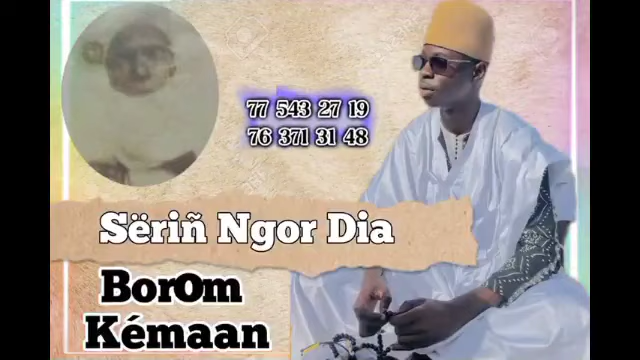 77 543 27 19
76 371 31 48
Sëriñ Ngor Dia
BorOm
Kémaan